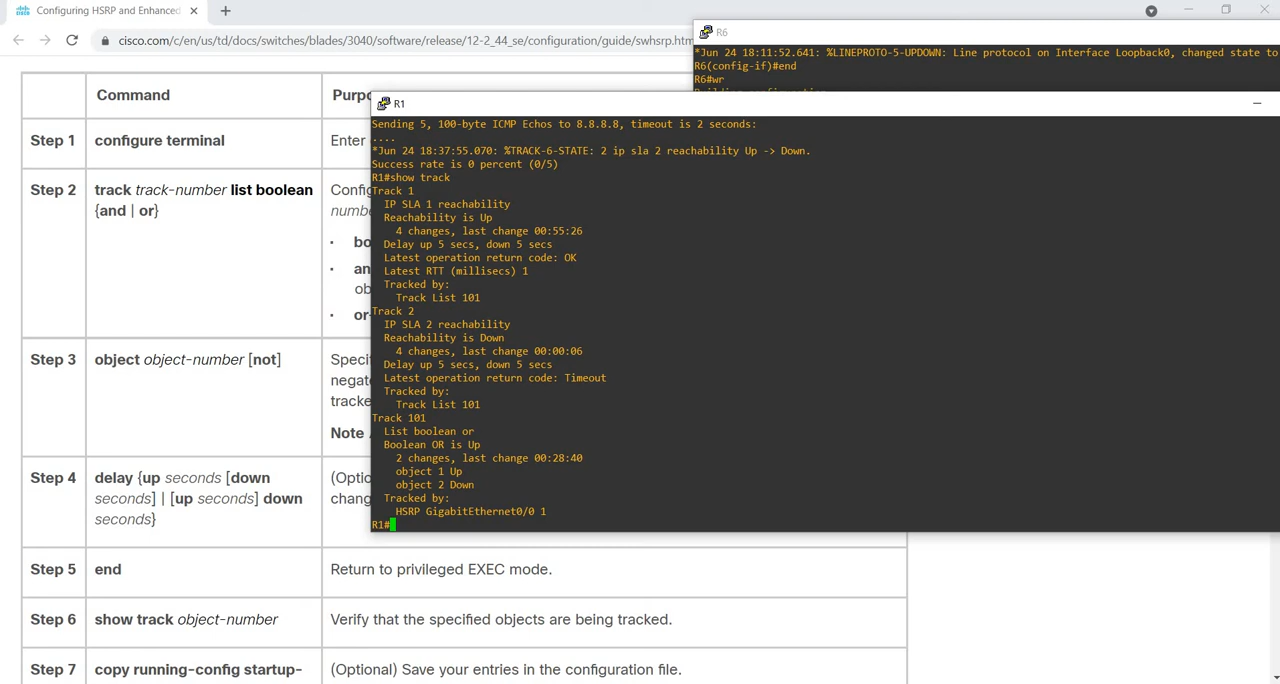 Configuring HSRP and Enhanced
cisco.com/c/en/us/td/docs/switches/blades/3040/software/release/12-2_44_se/configuration/guide/swhsrp.htm
R6
*Jun 24 18:11:52.641: %LINEPROTO-5-UPDOWN: Line protocol on Interface Loopback0, changed state to
R6(config-if)#end
R6#wr
Command
Step 1
configure terminal
Enter
Step 2
track track-number list boolean
{and | or}
Step 3
object object-number [not]
Note
Step 4
delay {up seconds [down
seconds] | [up seconds] down
seconds}
Step 5
end
Return to privileged EXEC mode.
Step 6
show track object-number
Verify that the specified objects are being tracked.
Step 7
copy running-config startup-
(Optional) Save your entries in the configuration file.
R1
Sending 5, 100-byte ICMP Echos to 8.8.8.8, timeout is 2 seconds:
....
*Jun 24 18:37:55.070: %TRACK-6-STATE: 2 ip sla 2 reachability Up -> Down.
Success rate is 0 percent (0/5)
R1#show track
Track 1
IP SLA 1 reachability
Reachability is Up
4 changes, last change 00:55:26
Delay up 5 secs, down 5 secs
Latest operation return code: OK
Latest RTT (millisecs) 1
Tracked by:
Track List 101
Track 2
IP SLA 2 reachability
Reachability is Down
4 changes, last change 00:00:06
Delay up 5 secs, down 5 secs
Latest operation return code: Timeout
Tracked by:
Track List 101
Track 101
List boolean or
Boolean OR is Up
2 changes, last change 00:28:40
object 1 Up
object 2 Down
Tracked by:
HSRP GigabitEthernet0/0 1
R1#